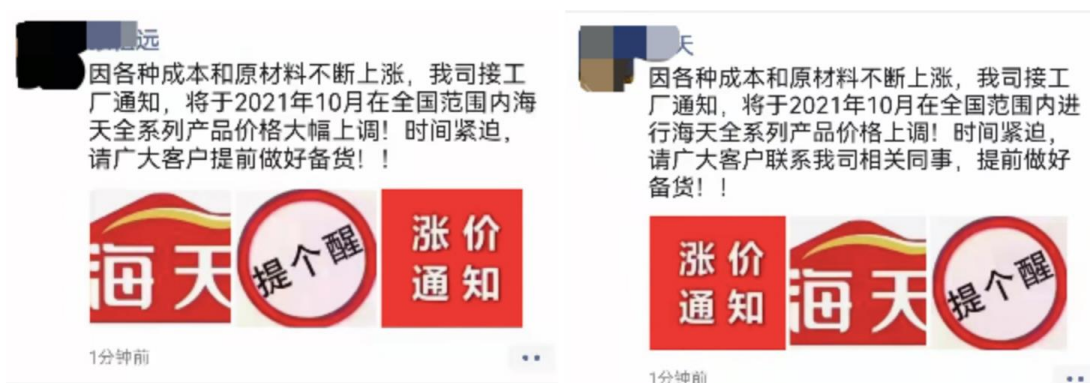 远
因各种成本和原材料不断上涨，我司接工
厂通知，将于2021年10月在全国范围内海
天全系列产品价格大幅上调！时间紧迫，
请广大客户提前做好备货！！
海天
提个醒
涨价
通知
1分钟前
天
因各种成本和原材料不断上涨，我司接工
厂通知，将于2021年10月在全国范围内进
行海天全系列产品价格上调！时间紧迫，
请广大客户联系我司相关同事，提前做好
备货！！
涨价
通知
海天
提个醒
1分钟前